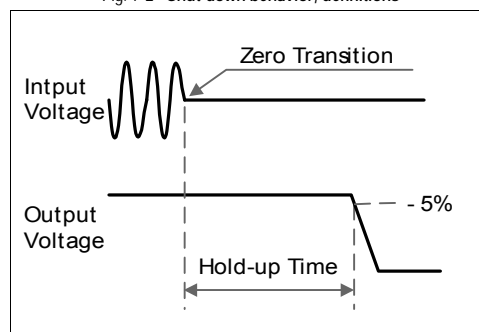 Fig. 7-2 Shut down behavior, definitions
Zero Transition
Intput
Voltage
- 5%
Output
Voltage
Hold-up Time